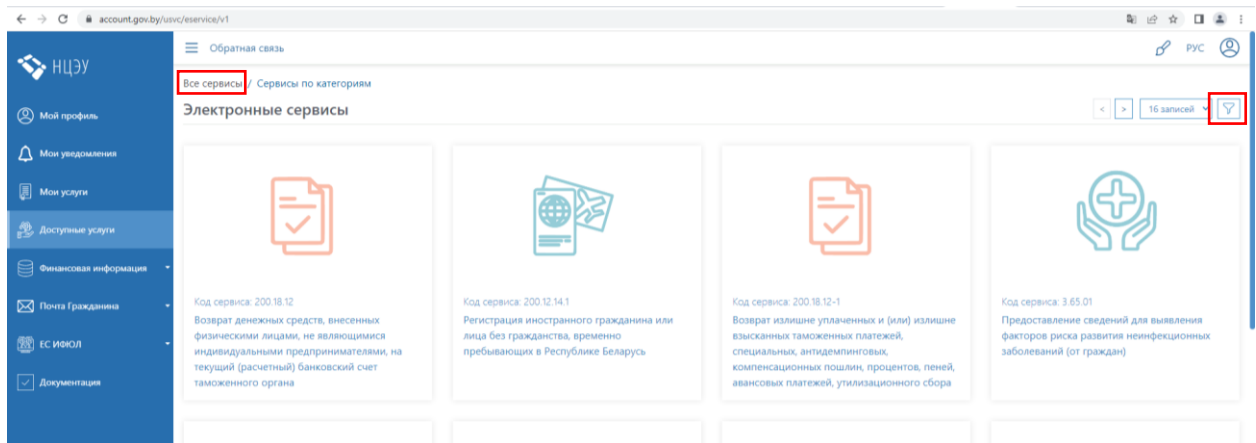 account.gov.by/usvc/eservice/v1
НЦЭУ
Обратная связь
РУС
Все сервисы / Сервисы по категориям
Электронные сервисы
< > 16 записей
Мой профиль
Мои уведомления
Мои услуги
Доступные услуги
Финансовая информация
Почта Гражданина
ЕС ИФЮЛ
Документация
Код сервиса: 200.18.12
Возврат денежных средств, внесенных
физическими лицами, не являющимися
индивидуальными предпринимателями, на
текущий (расчетный) банковский счет
таможенного органа
Код сервиса: 200.12.14.1
Регистрация иностранного гражданина или
лица без гражданства, временно
пребывающих в Республике Беларусь
Код сервиса: 200.18.12-1
Возврат излишне уплаченных и (или) излишне
взысканных таможенных платежей,
специальных, антидемпинговых,
компенсационных пошлин, процентов, пеней,
авансовых платежей, утилизационного сбора
Код сервиса: 3.65.01
Предоставление сведений для выявления
факторов риска развития неинфекционных
заболеваний (от граждан)